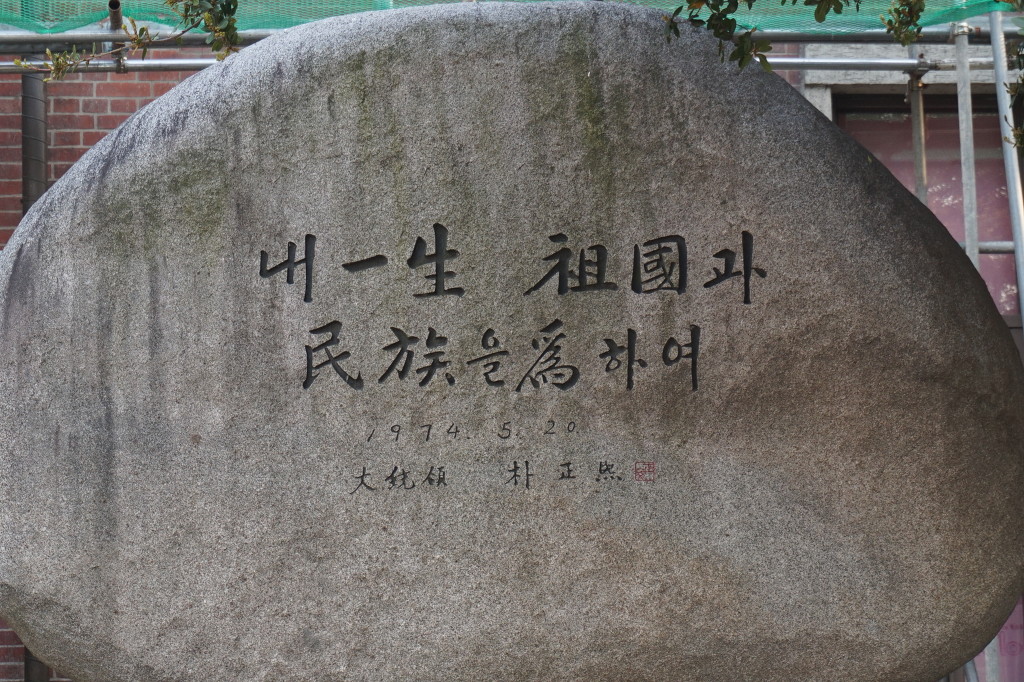 내一生 祖國과
民族을爲하여
1974. 5. 20.
大統領 朴正熙